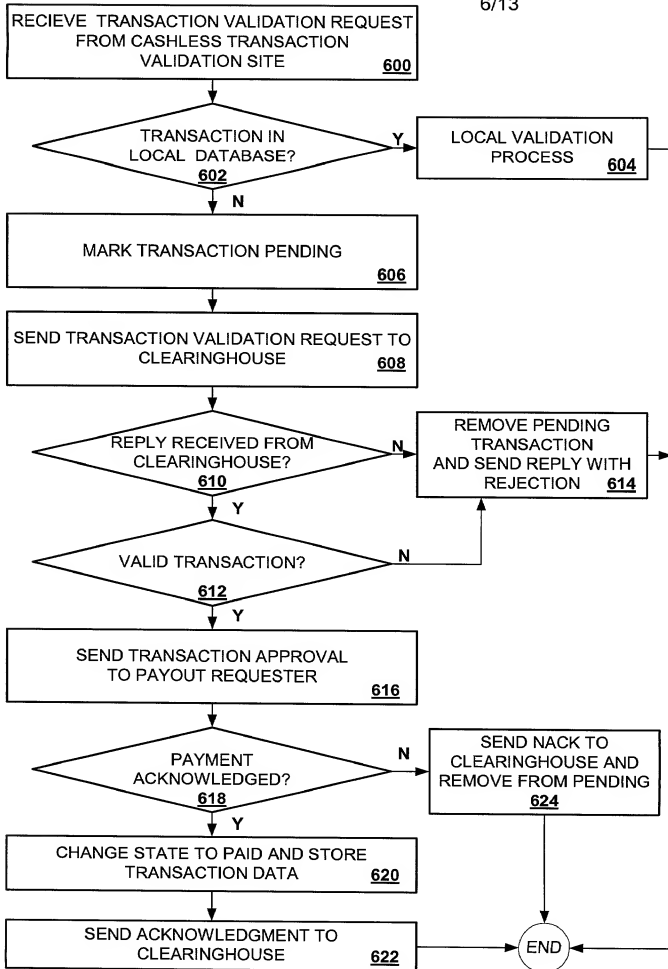 6/13
RECIEVE TRANSACTION VALIDATION REQUEST
FROM CASHLESS TRANSACTION
VALIDATION SITE
600
TRANSACTION IN
LOCAL DATABASE?
602
Y
LOCAL VALIDATION
PROCESS
604
N
MARK TRANSACTION PENDING
606
SEND TRANSACTION VALIDATION REQUEST TO
CLEARINGHOUSE
608
REPLY RECEIVED FROM
CLEARINGHOUSE?
610
N
REMOVE PENDING
TRANSACTION
AND SEND REPLY WITH
REJECTION 614
Y
VALID TRANSACTION?
612
N
Y
SEND TRANSACTION APPROVAL
TO PAYOUT REQUESTER
616
PAYMENT
ACKNOWLEDGED?
618
N
SEND NACK TO
CLEARINGHOUSE AND
REMOVE FROM PENDING
624
Y
CHANGE STATE TO PAID AND STORE
TRANSACTION DATA
620
SEND ACKNOWLEDGMENT TO
CLEARINGHOUSE
622
END